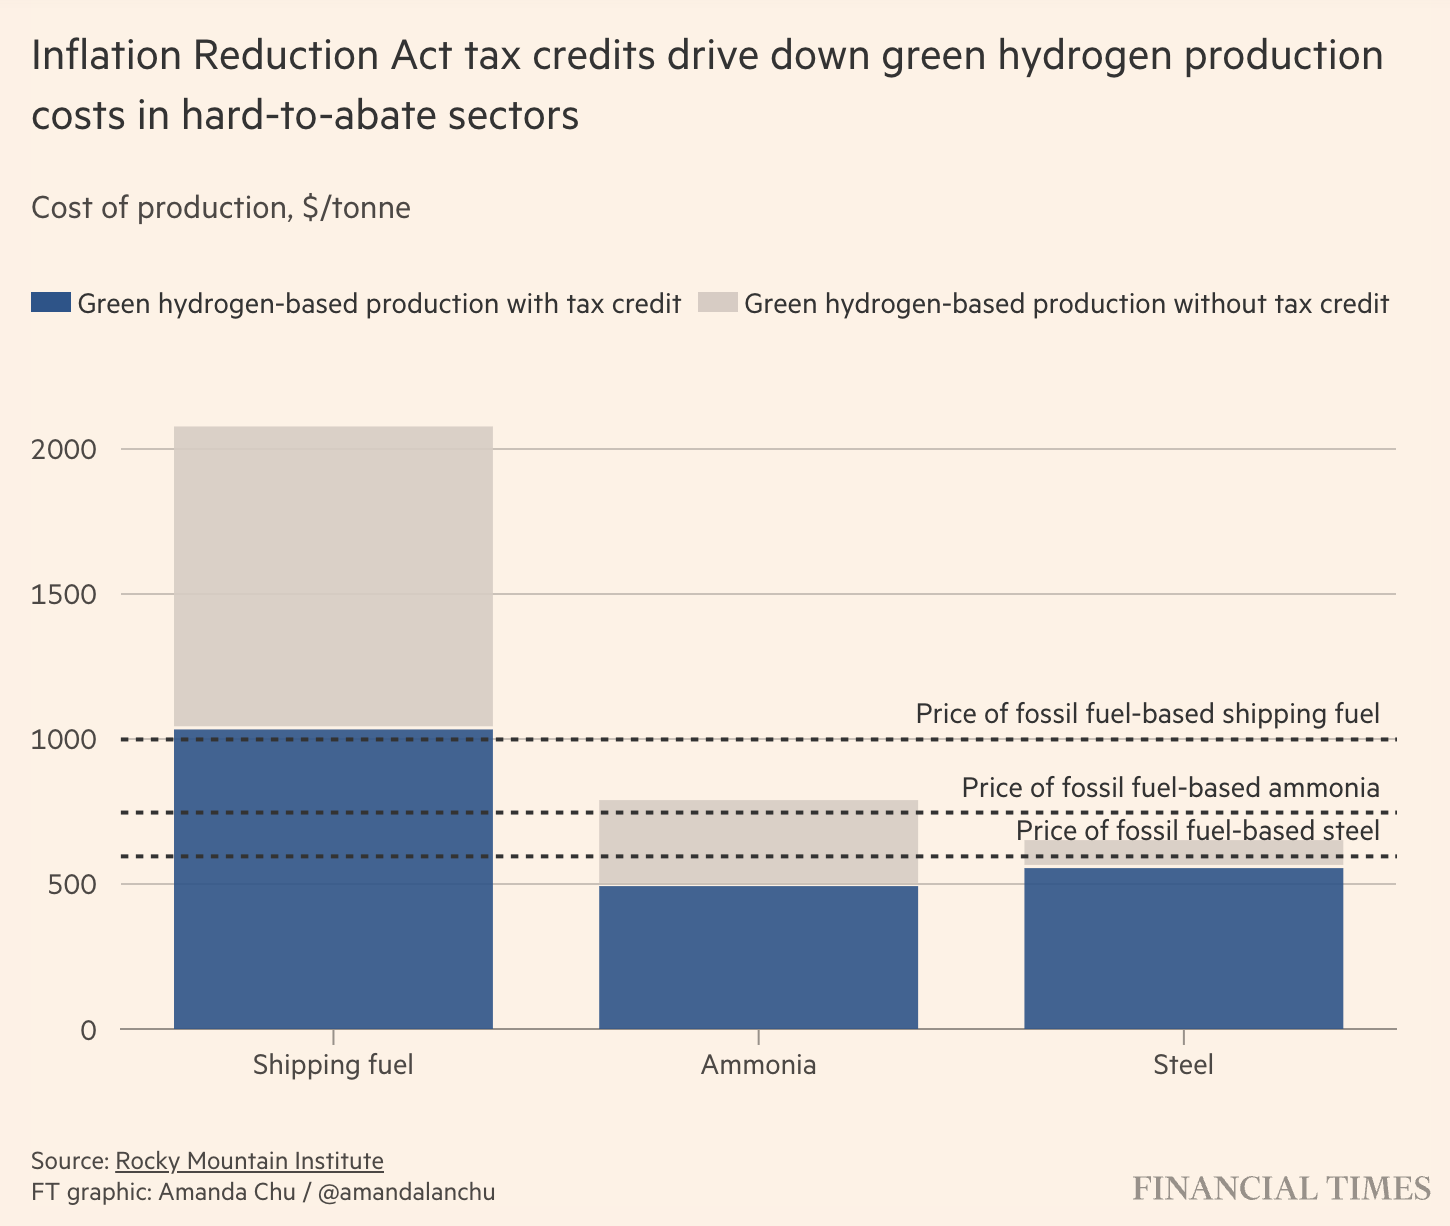 Inflation Reduction Act tax credits drive down green hydrogen production
costs in hard-to-abate sectors
Cost of production, $/tonne
Green hydrogen-based production with tax credit
Green hydrogen-based production without tax credit
2000
1500
Price of fossil fuel-based shipping fuel
1000
Price of fossil fuel-based ammonia
Price of fossil fuel-based steel
500
0
Shipping fuel
Ammonia
Steel
Source: Rocky Mountain Institute
FT graphic: Amanda Chu / @amandalanchu
FINANCIAL TIMES